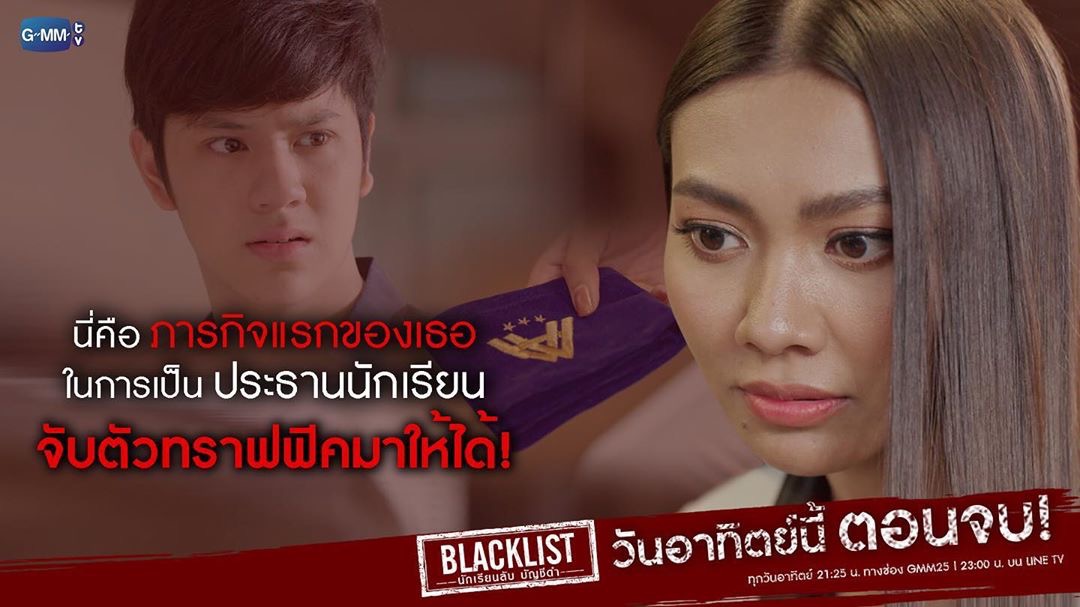 GMM TV
นี่คือ ภารกิจแรกของเธอ
ในการเป็น ประธานนักเรียน
จับตัวทราฟฟิคมาให้ได้!
BLACKLIST
นักเรียนลับ บัญชีดำ
วันอาทิตย์นี้ ตอนจบ!
ทุกวันอาทิตย์ 21:25 น. ทางช่อง GMM25 | 23:00 น. บน LINE TV